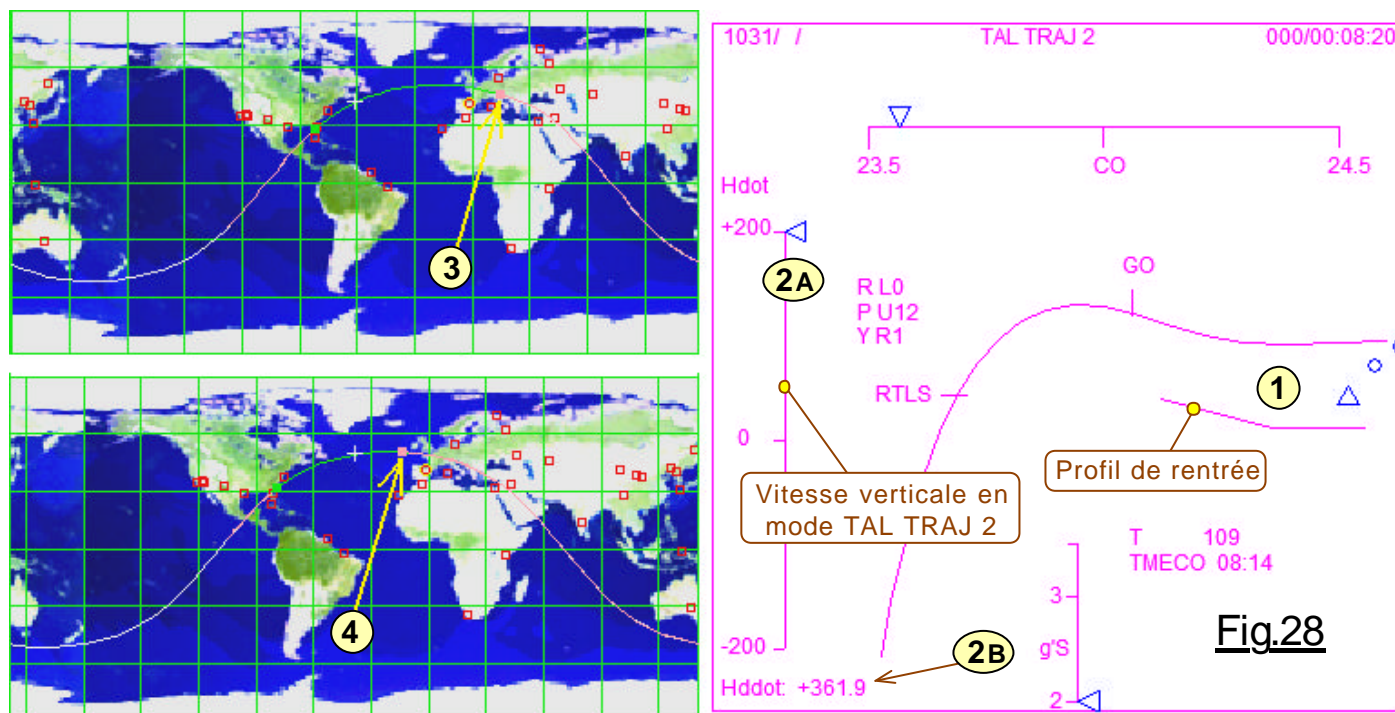 3
4
1031/ /
TAL TRAJ 2
000/00:08:20
23.5
CO
24.5
Hdot
+200
2A
R L0
P U12
Y R1
GO
RTLS
1
0
Vitesse verticale en
mode TAL TRAJ 2
Profil de rentrée
T 109
TMECO 08:14
3
g'S
2
Fig.28
-200
2B
Hddot: +361.9